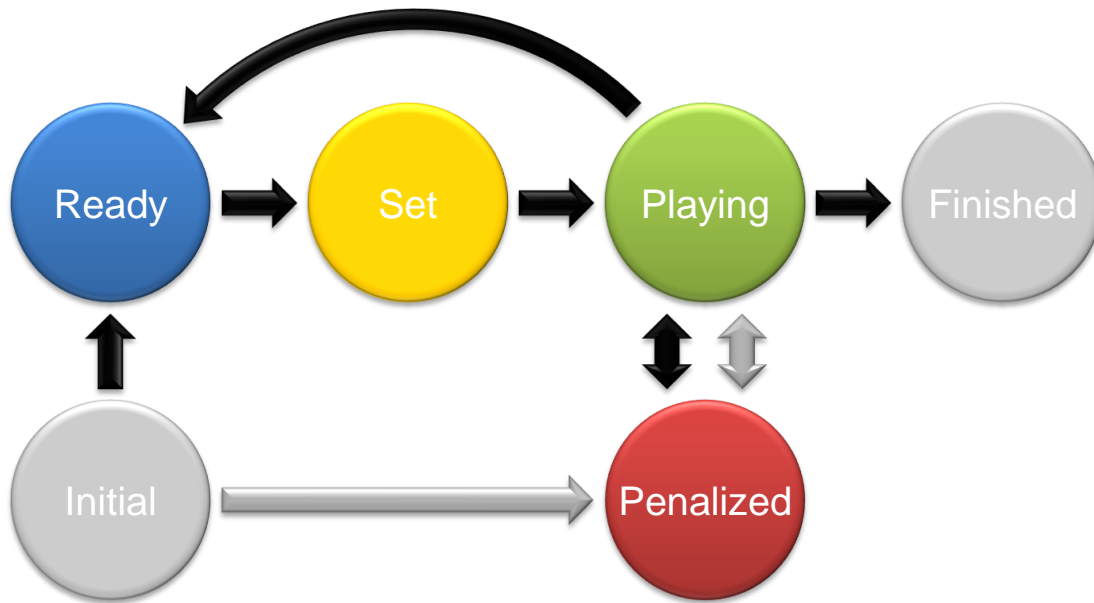 Ready
Set
Playing
Finished
Initial
Penalized